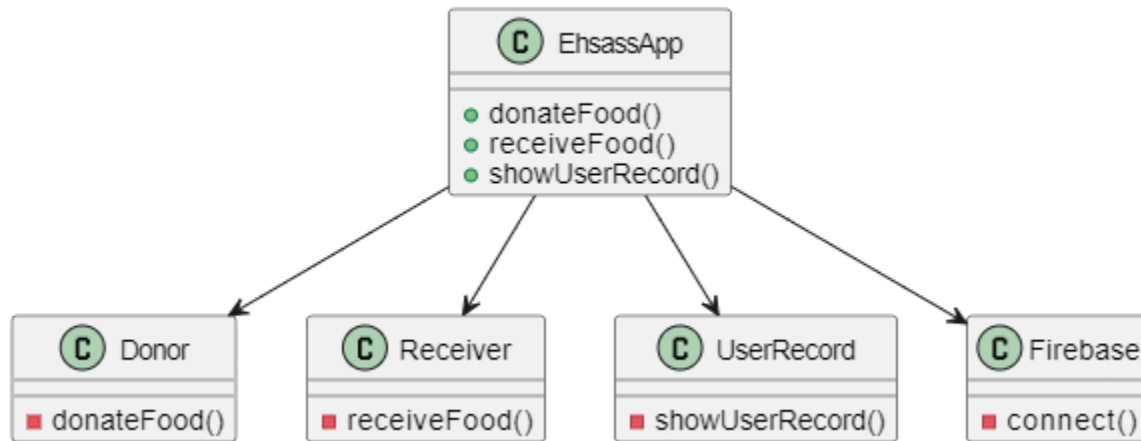 C EhsassApp
donateFood()
receiveFood()
showUserRecord()
C Donor
donateFood()
C Receiver
receiveFood()
C UserRecord
showUserRecord()
C Firebase
connect()